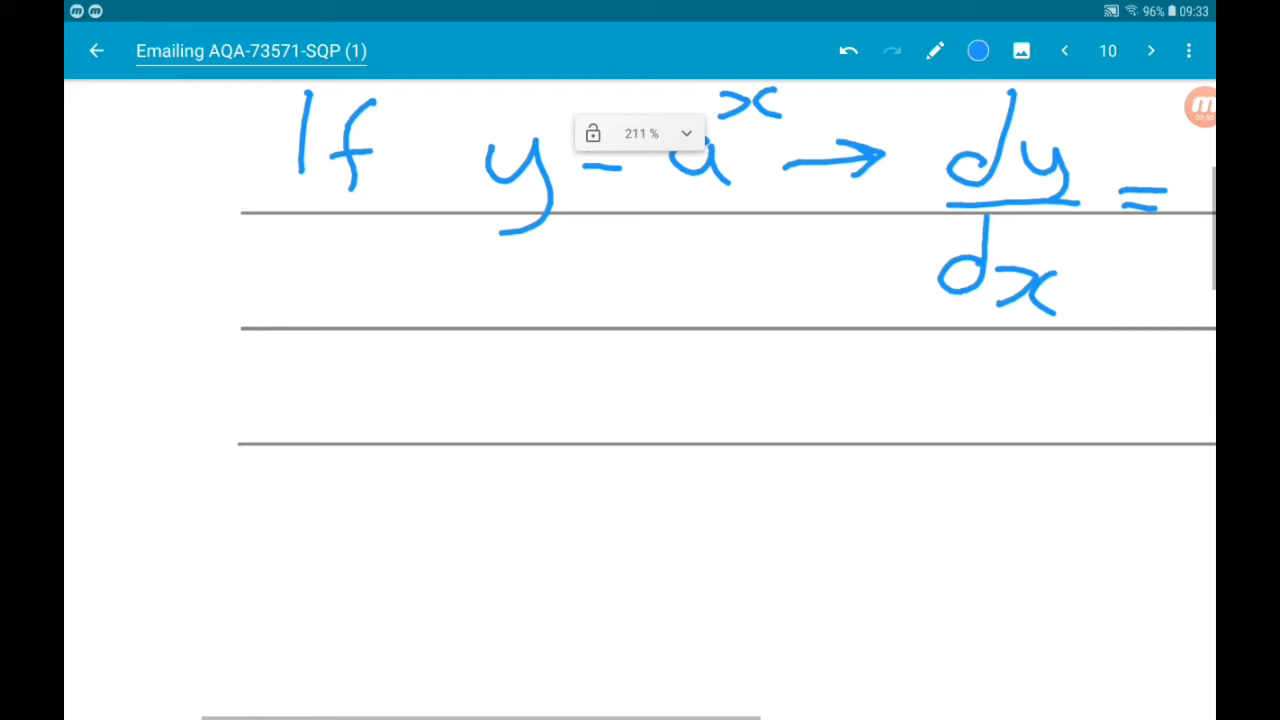 96% 09:33
Emailing AQA-73571-SQP (1) 10
211 %
If y = a^x → dy/dx =